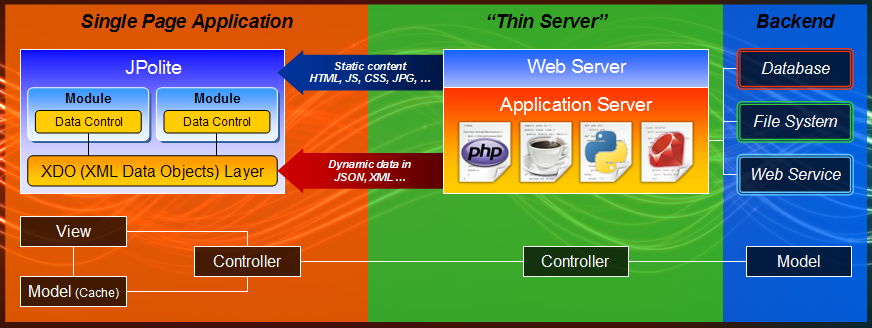 Single Page Application
“Thin Server”
Backend
JPolite
Module
Data Control
Module
Data Control
XDO (XML Data Objects) Layer
Static content
HTML, JS, CSS, JPG, ...
Dynamic data in
JSON, XML ...
Web Server
Application Server
php
Database
File System
Web Service
View
Model (Cache)
Controller
Controller
Model